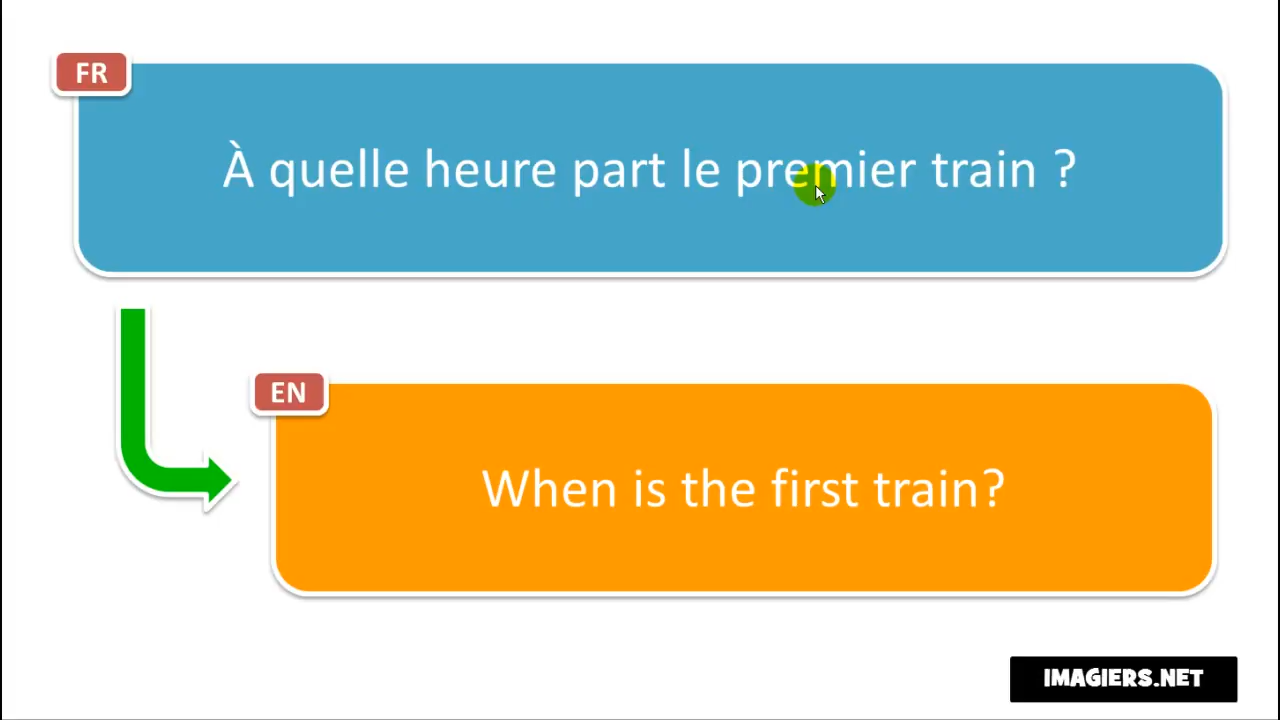 FR
À quelle heure part le premier train ?
EN
When is the first train?
IMAGIERS.NET